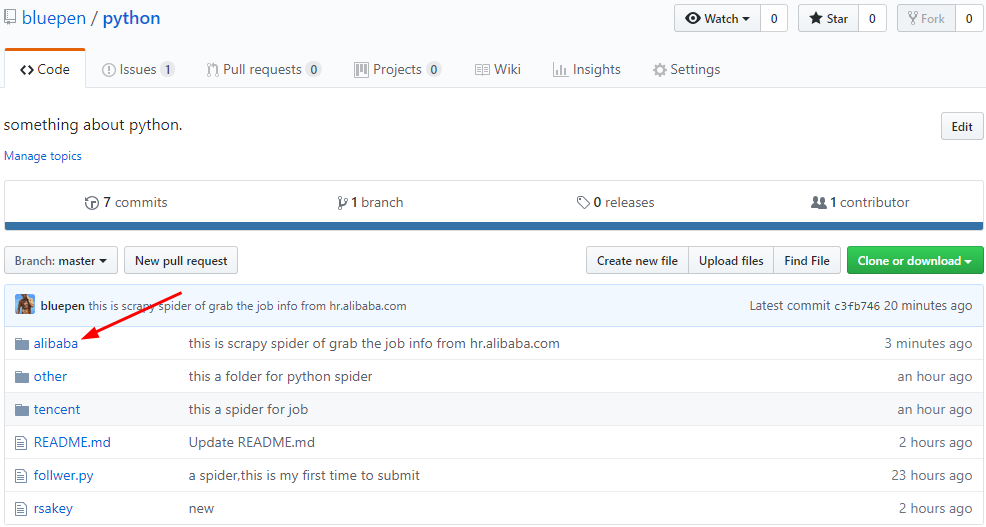 bluepen / python
Watch 0 Star 0 Fork 0
Code Issues 1 Pull requests 0 Projects 0 Wiki Insights Settings
something about python.
Edit
Manage topics
7 commits 1 branch 0 releases 1 contributor
Branch: master New pull request Create new file Upload files Find File Clone or download
bluepen this is scrapy spider of grab the job info from hr.alibaba.com Latest commit c3fb746 20 minutes ago
alibaba this is scrapy spider of grab the job info from hr.alibaba.com 3 minutes ago
other this a folder for python spider an hour ago
tencent this a spider for job an hour ago
README.md Update README.md 2 hours ago
follwer.py a spider,this is my first time to submit 23 hours ago
rsakey new 2 hours ago